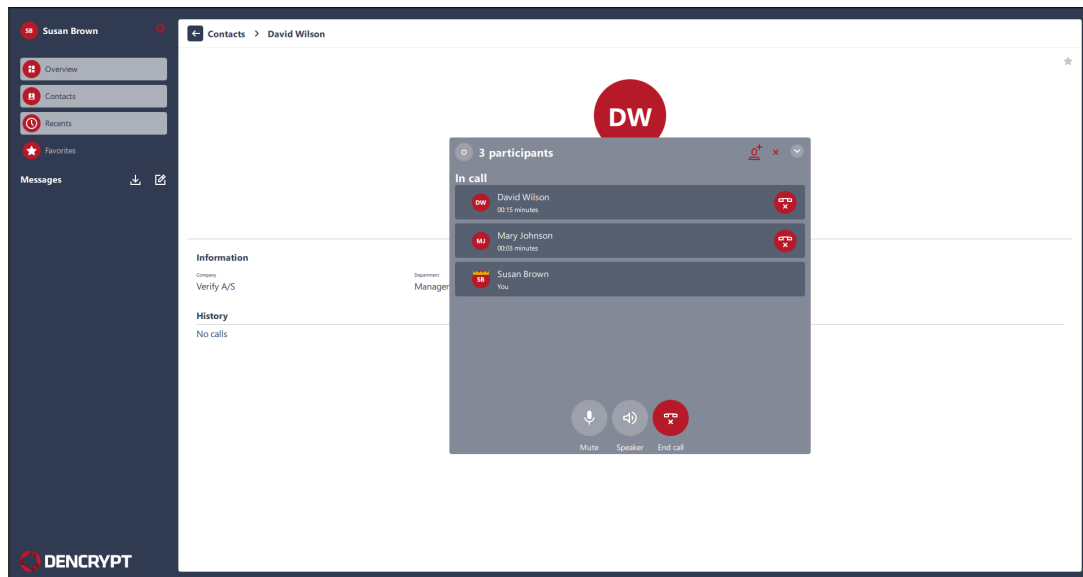 SB Susan Brown
Overview
Contacts
Recents
Favorites
Messages
DENCRYPT
Contacts > David Wilson
DW
3 participants
In call
DW David Wilson
00:15 minutes
MJ Mary Johnson
00:03 minutes
SB Susan Brown
You
Mute Speaker End call
Information
Company Department
Verify A/S Manager
History
No calls